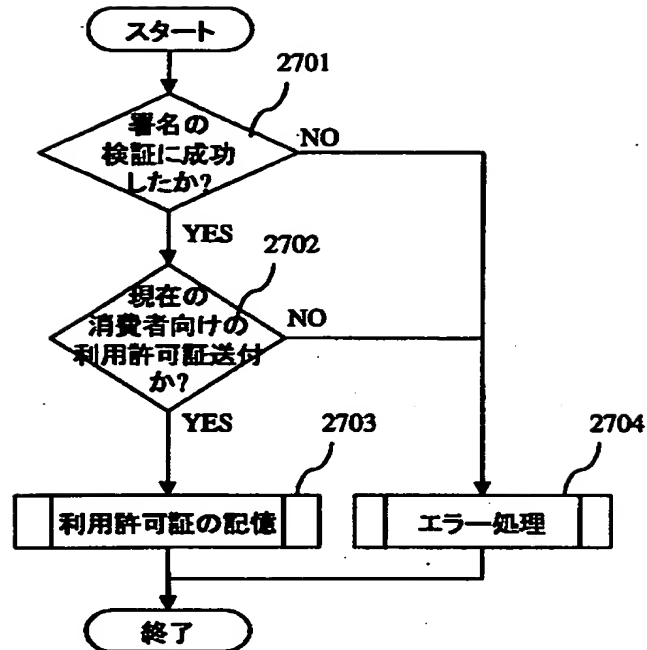 スタート
2701
署名の
検証に成功
したか?
NO
YES
2702
現在の
消費者向けの
利用許可証送付
か?
NO
YES
2703
2704
利用許可証の記憶
エラー処理
終了